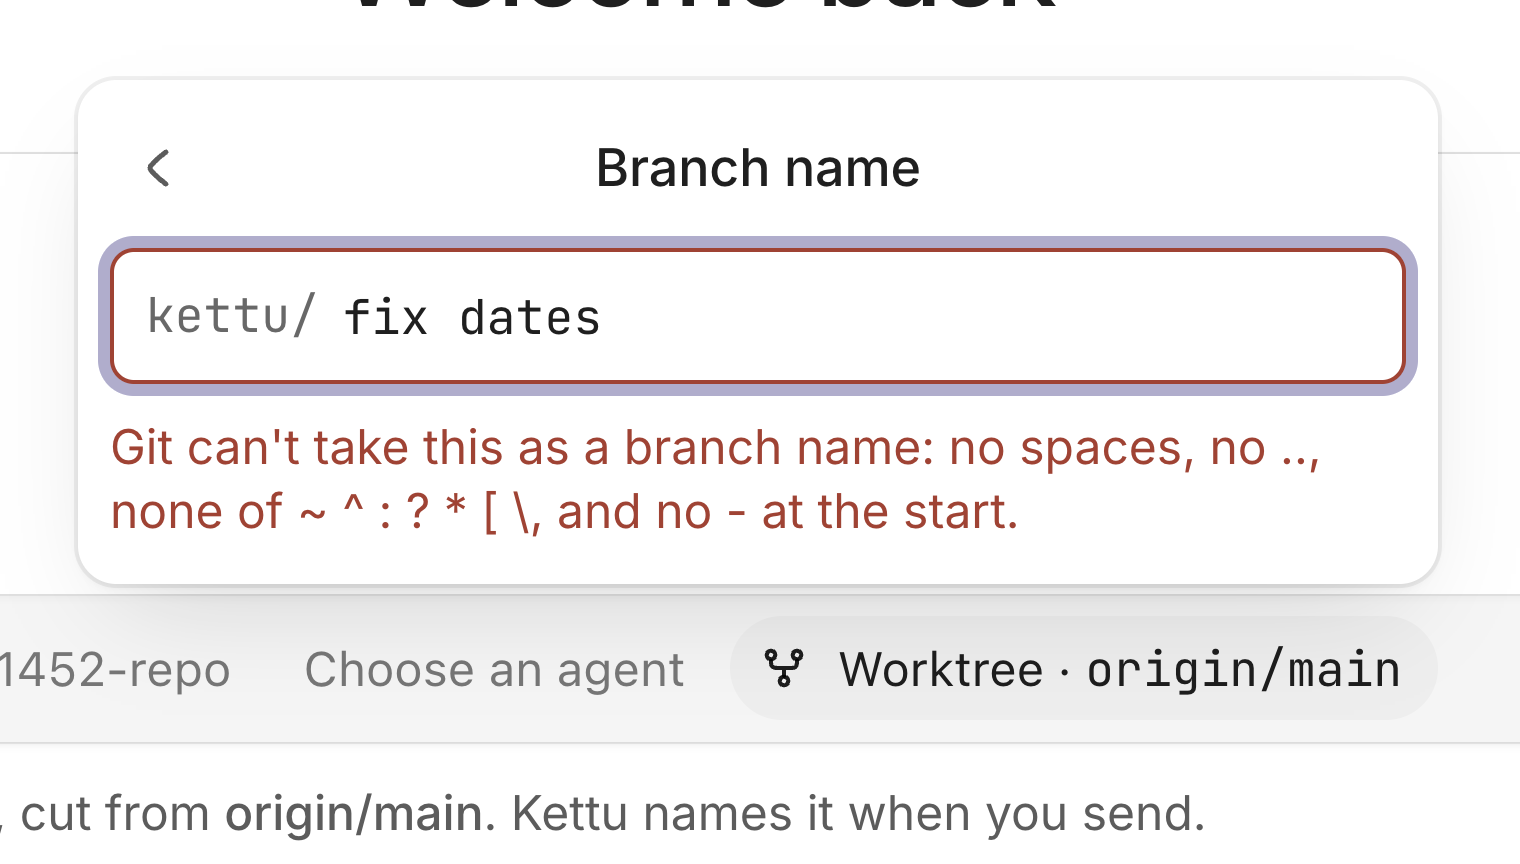 Welcome back
Branch name
kettu/ fix dates
Git can't take this as a branch name: no spaces, no ..,
none of ~ ^ : ? * [ \, and no - at the start.
1452-repo Choose an agent Worktree · origin/main
, cut from origin/main. Kettu names it when you send.